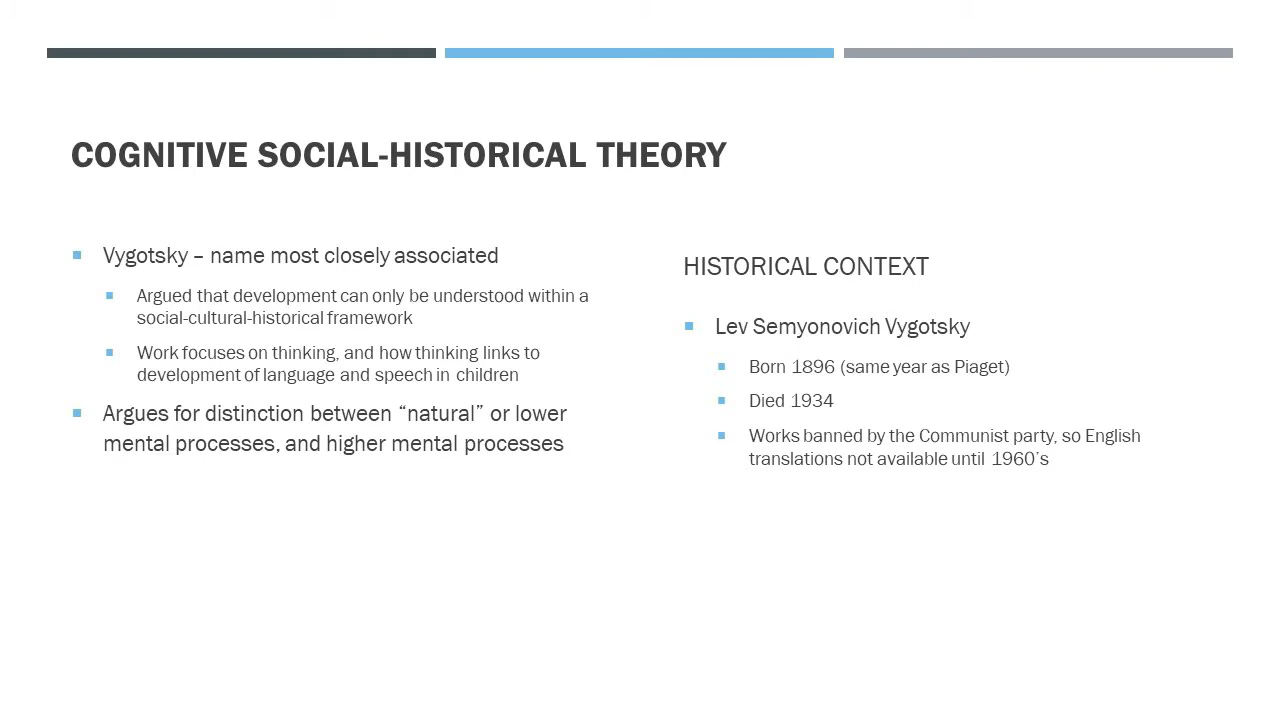 COGNITIVE SOCIAL-HISTORICAL THEORY
Vygotsky – name most closely associated
Argued that development can only be understood within a
social-cultural-historical framework
Work focuses on thinking, and how thinking links to
development of language and speech in children
Argues for distinction between “natural” or lower
mental processes, and higher mental processes
HISTORICAL CONTEXT
Lev Semyonovich Vygotsky
Born 1896 (same year as Piaget)
Died 1934
Works banned by the Communist party, so English
translations not available until 1960’s